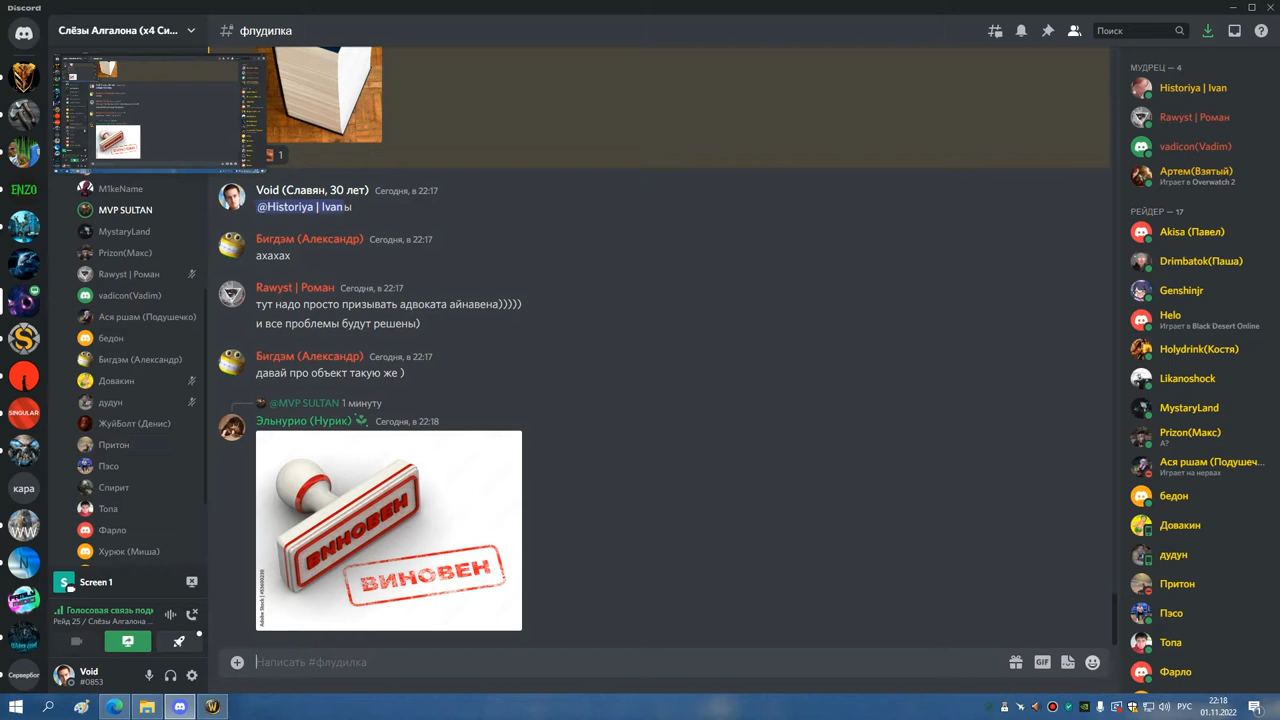 Discord
Слёзы Алгалона (x4 Си...
флудилка
Поиск
ENZO
SINGULAR
кара
WW
Серверbor
M1keName
MVP SULTAN
MystaryLand
Prizon(Макс)
Rawyst | Роман
vadicon(Vadim)
Ася ршам (Подушечко)
бедон
Бигдэм (Александр)
Довакин
дудун
ЖуйБолт (Денис)
Притон
Пэсо
Спирит
Топа
Фарло
Хурюк (Миша)
Screen 1
Голосовая связь подк
Рейд 25 / Слёзы Алгалона ...
Void
#0853
1
Void (Славян, 30 лет) Сегодня, в 22:17
@Historiya | Ivan ы
Бигдэм (Александр) Сегодня, в 22:17
ахахах
Rawyst | Роман Сегодня, в 22:17
тут надо просто призывать адвоката айнавена)))))
и все проблемы будут решены)
Бигдэм (Александр) Сегодня, в 22:17
давай про объект такую же )
@MVP SULTAN 1 минуту
Эльнурио (Нурик) Сегодня, в 22:18
ВИНОВЕН
ВИНОВЕН
Написать #флудилка
GIF
МУДРЕЦ — 4
Historiya | Ivan
Rawyst | Роман
vadicon(Vadim)
Артем(Взятый)
Играет в Overwatch 2
РЕЙДЕР — 17
Akisa (Павел)
Drimbatok(Паша)
Genshinjr
Helo
Играет в Black Desert Online
Holydrink(Костя)
Likanoshock
MystaryLand
Prizon(Макс)
A?
Ася ршам (Подушеч...
Играет на нервах
бедон
Довакин
дудун
Притон
Пэсо
Топа
Фарло
РУС
22:18
01.11.2022